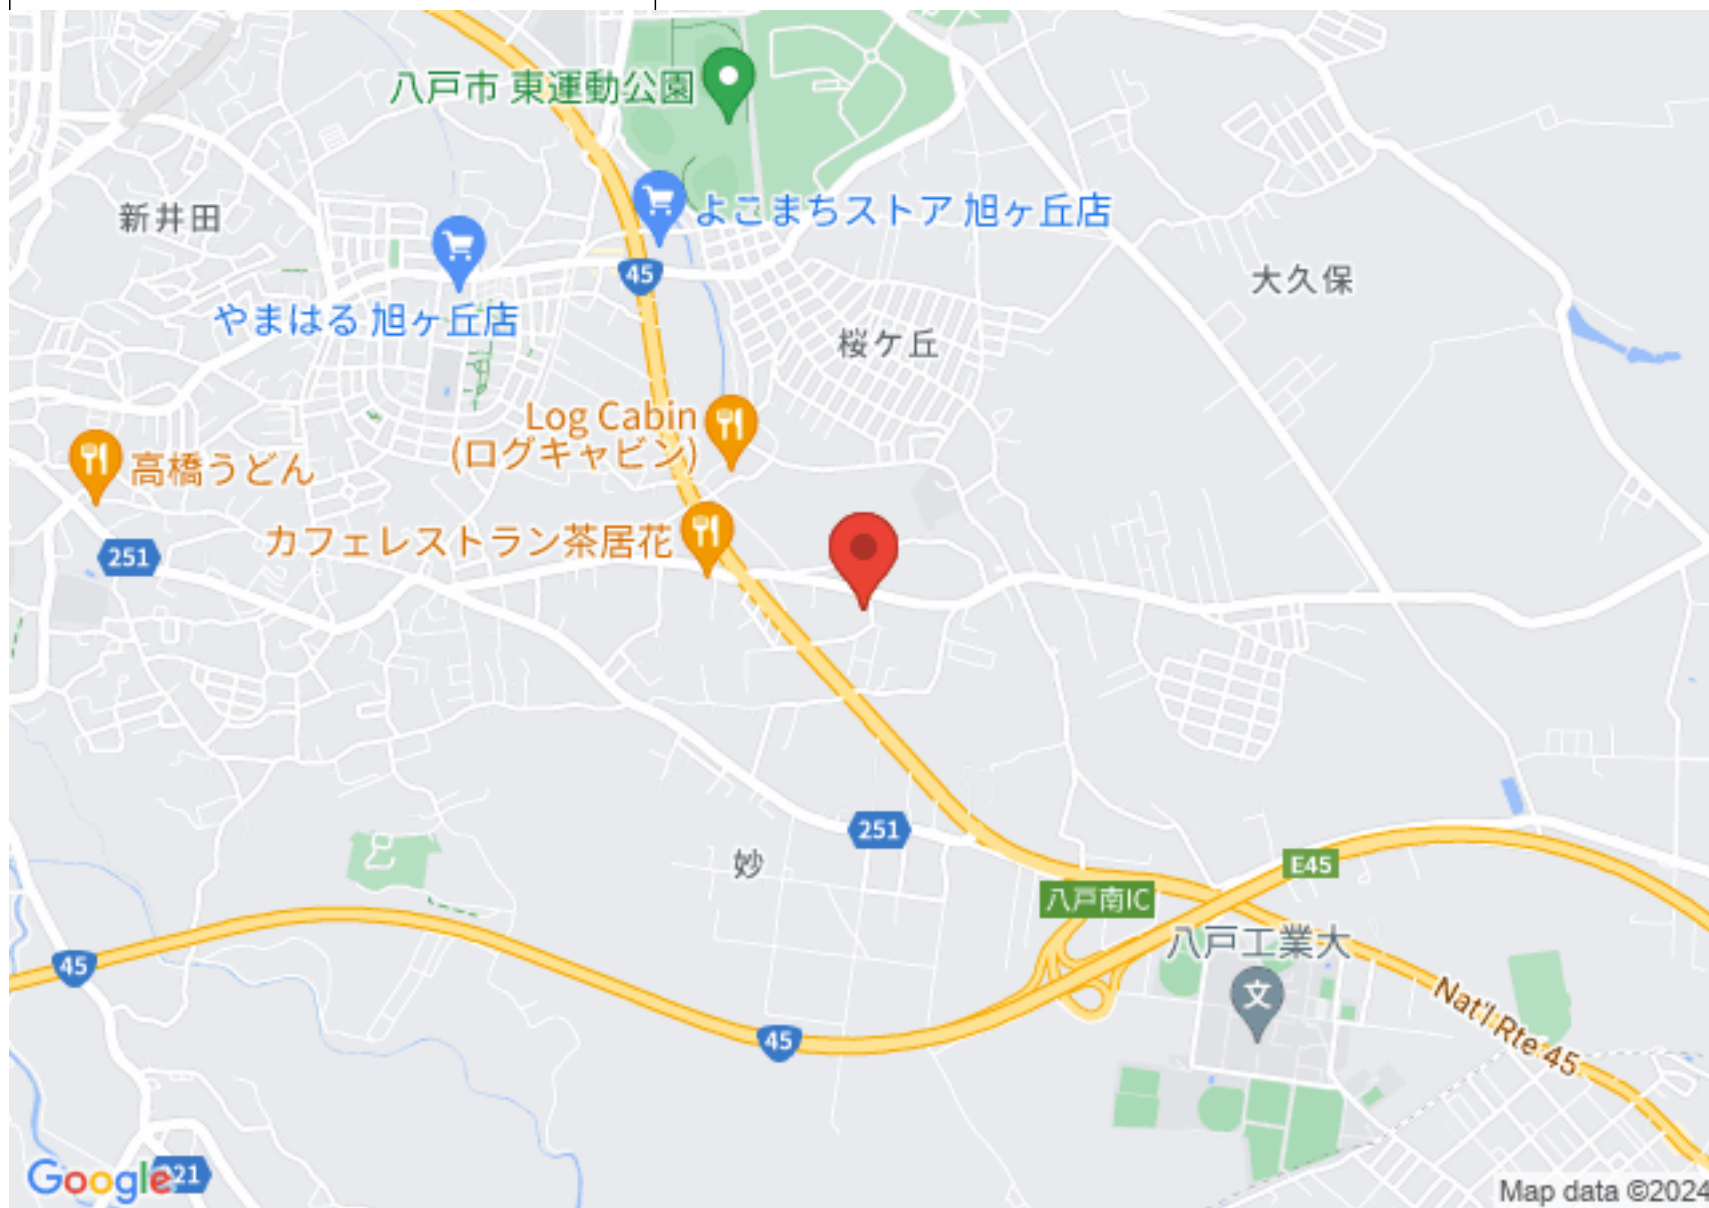 八戸市 東運動公園
よこまちストア 旭ヶ丘店
新井田
45
大久保
やまはる 旭ヶ丘店
桜ケ丘
Log Cabin
(ログキャビン)
高橋うどん
カフェレストラン茶居花
251
251
妙
E45
八戸南IC
八戸工業大
文
45
Nat'l Rte 45
45
Google
21
Map data ©2024